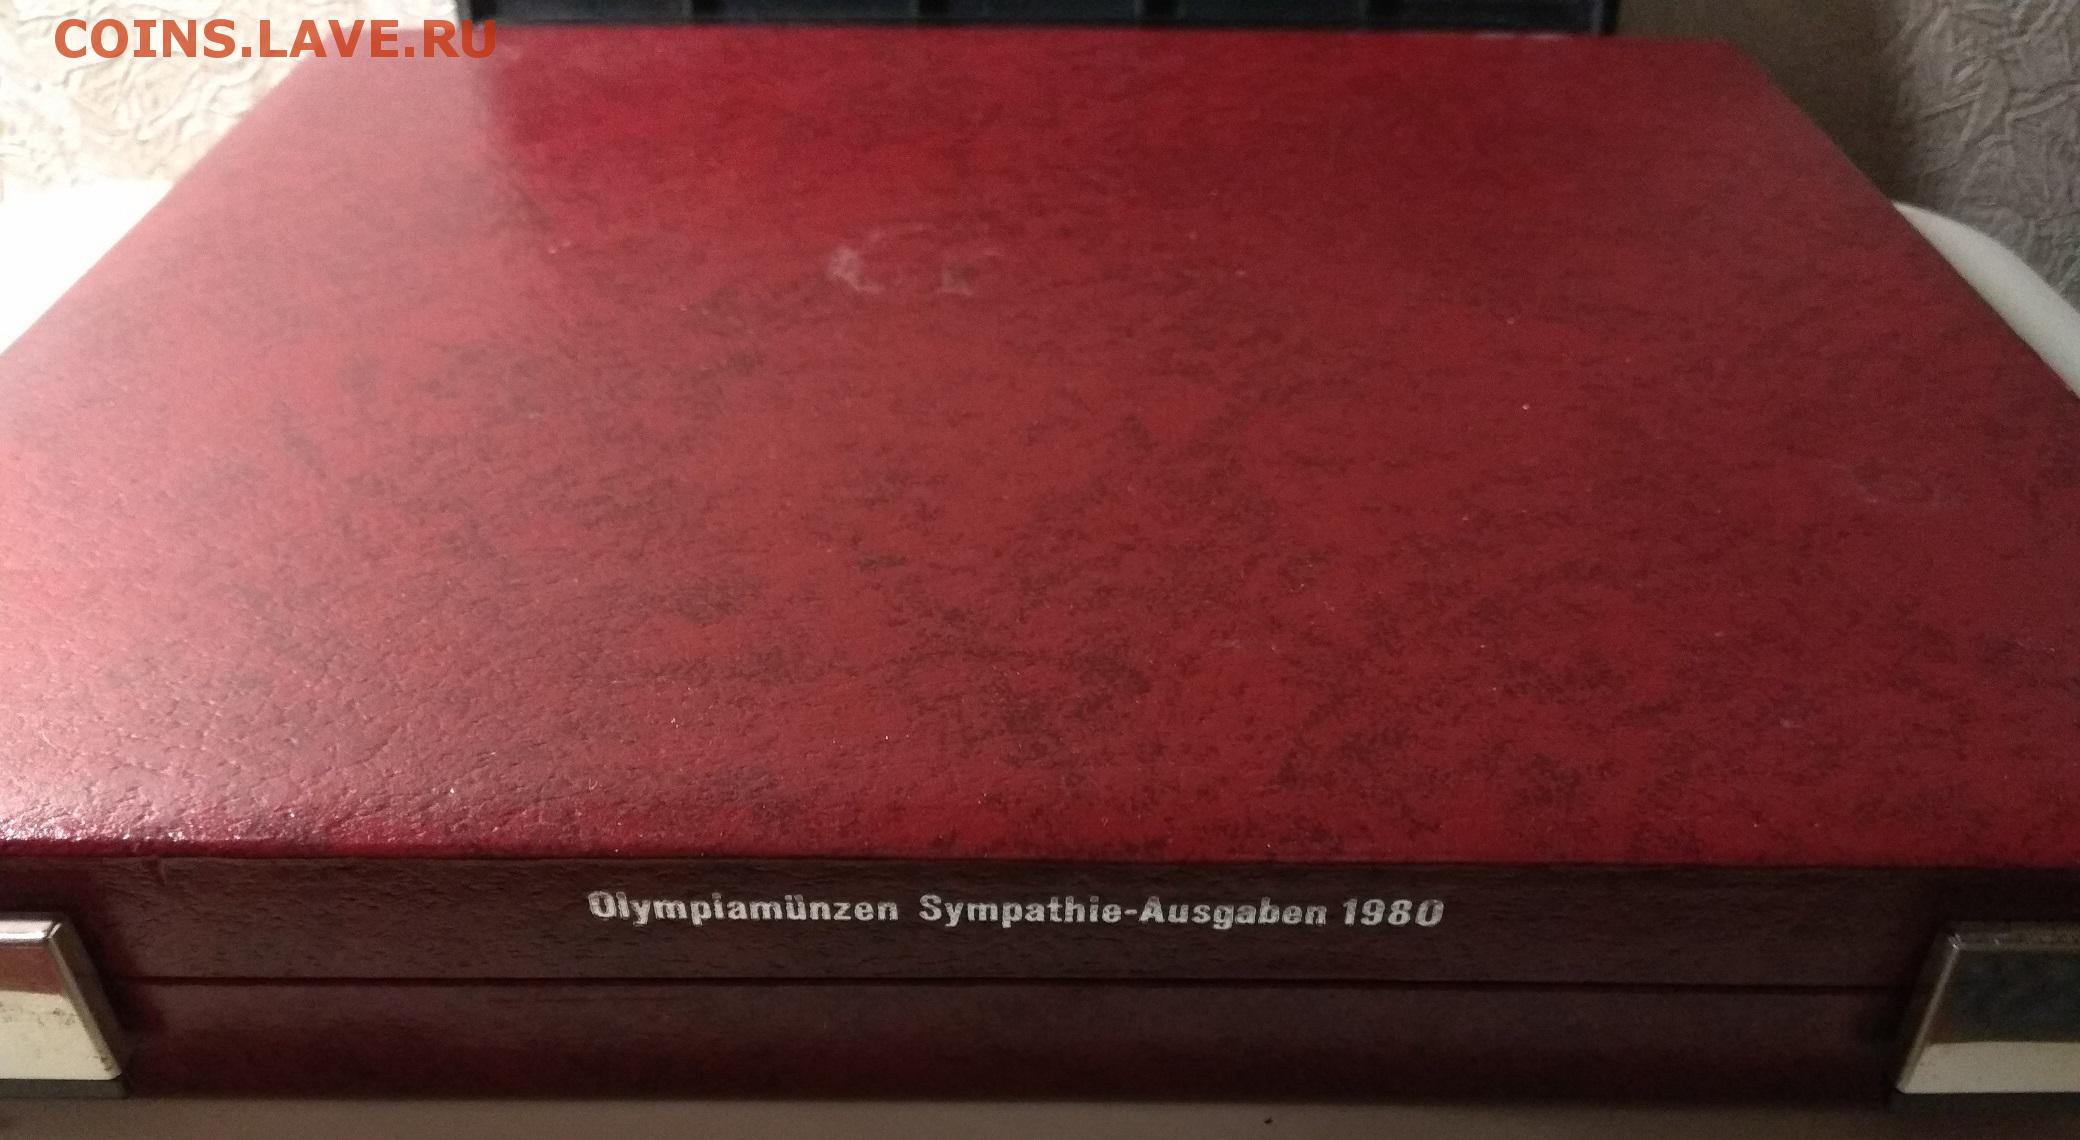 COINS.LAVE.RU
Olympiamünzen Sympathie-Ausgaben 1980